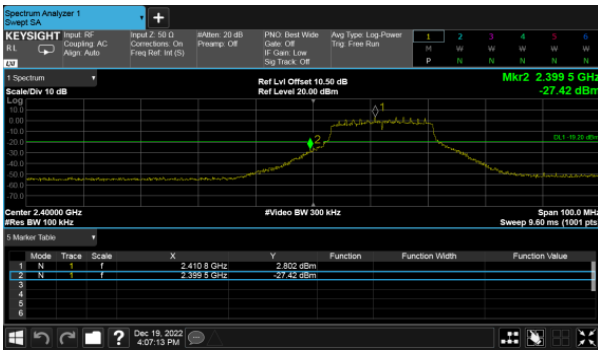 Spectrum Analyzer 1
Swept SA
+
KEYSIGHT Input: RF Input Z: 50 Ω #Atten: 20 dB PNO: Best Wide Avg Type: Log-Power 1 2 3 4 5 6
RL Coupling: AC Corrections: On Preamp: Off Gate: Off Trig: Free Run M W W W W W
Align: Auto Freq Ref: Int (S) IF Gain: Low P N N N N N
LXI Sig Track: Off
1 Spectrum Ref Lvl Offset 10.50 dB Mkr2 2.399 5 GHz
Scale/Div 10 dB Ref Level 20.00 dBm -27.42 dBm
Log
10.0
0.00
-10.0
-20.0
-30.0
-40.0
-50.0
-60.0
-70.0
1
2
DL1 -19.20 dBm
Center 2.40000 GHz #Video BW 300 kHz Span 100.0 MHz
#Res BW 100 kHz Sweep 9.60 ms (1001 pts)
5 Marker Table
Mode Trace Scale X Y Function Function Width Function Value
1 N 1 f 2.410 8 GHz 2.802 dBm
2 N 1 f 2.399 5 GHz -27.42 dBm
3
4
5
6
? Dec 19, 2022
4:07:13 PM